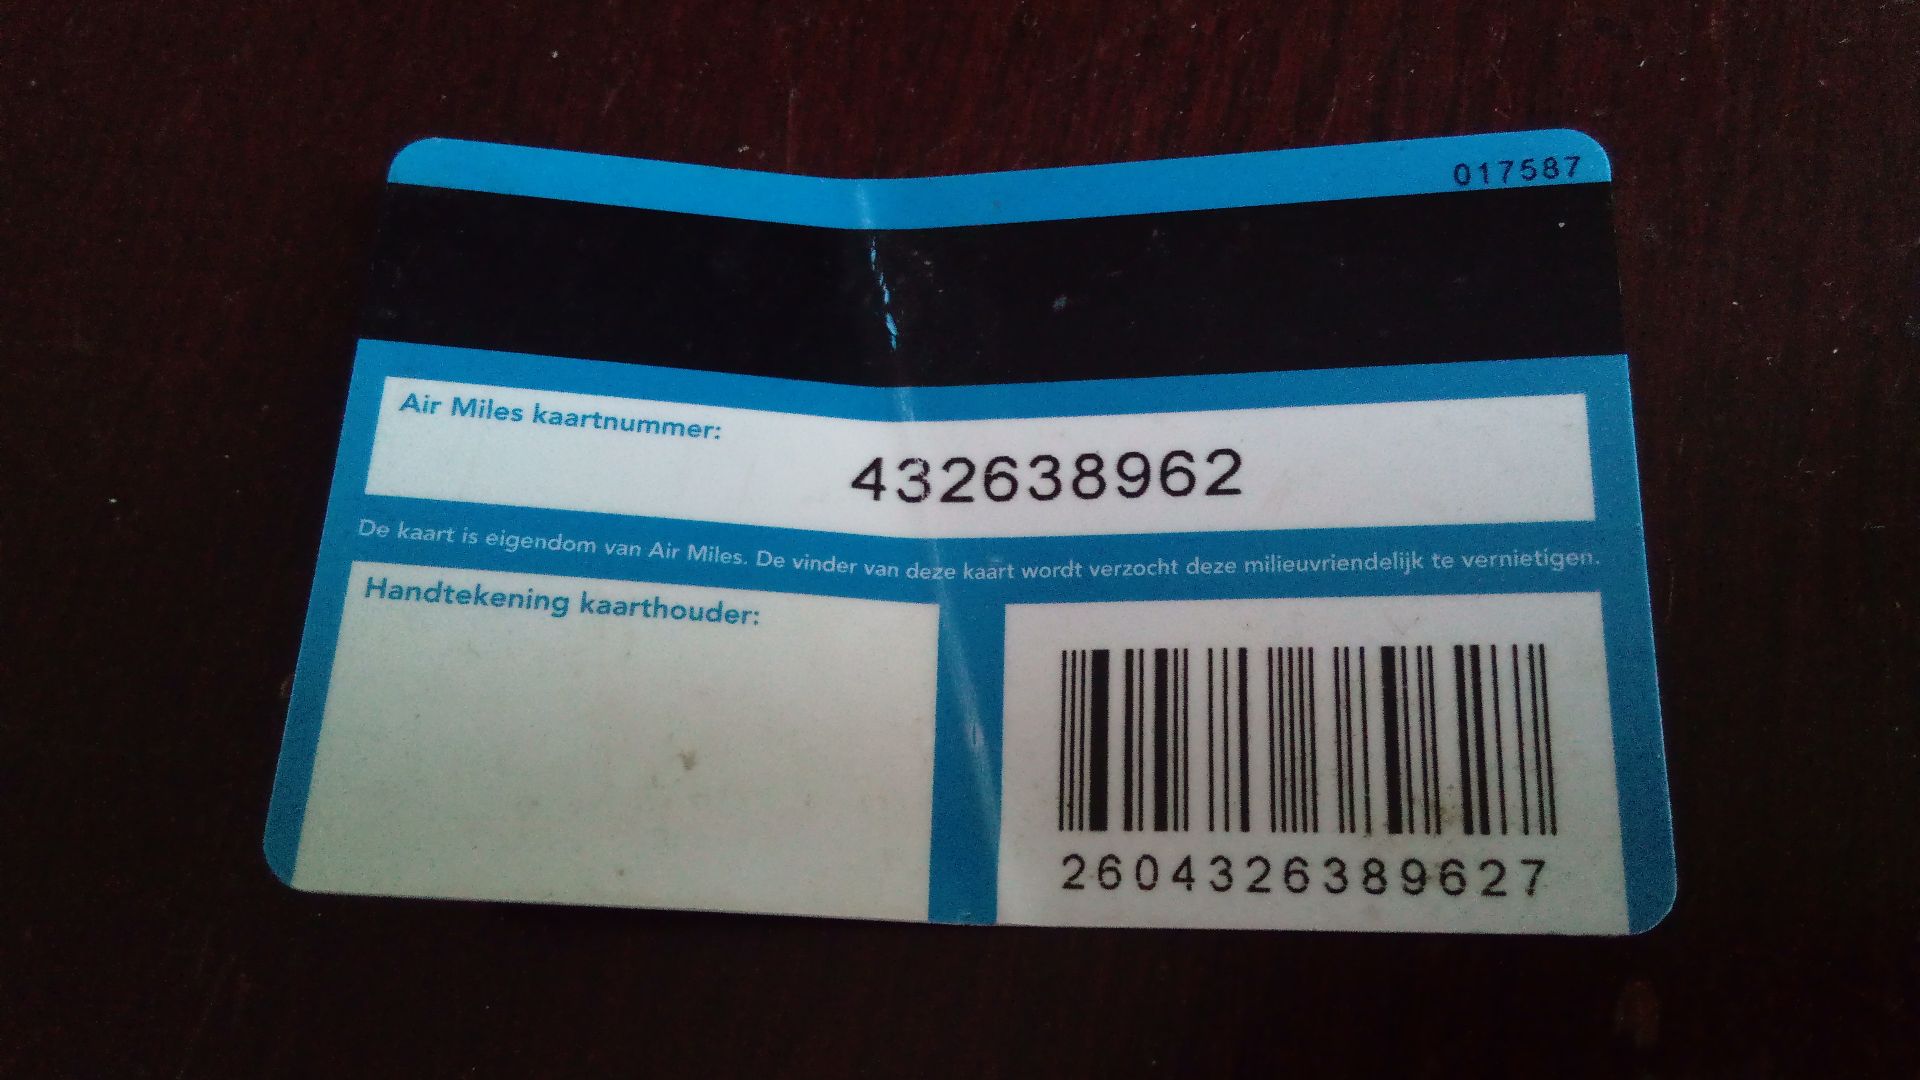 017587
Air Miles kaartnummer:
432638962
De kaart is eigendom van Air Miles. De vinder van deze kaart wordt verzocht deze milieuvriendelijk te vernietigen.
Handtekening kaarthouder:
2604326389627